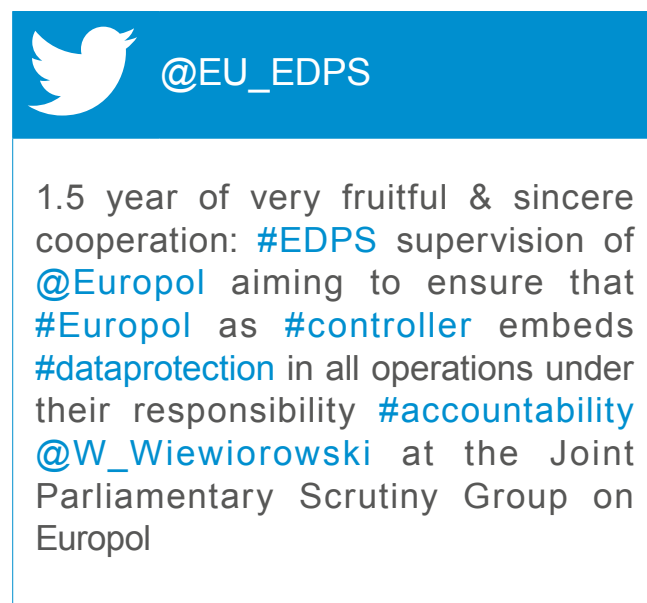 @EU_EDPS
1.5 year of very fruitful & sincere
cooperation: #EDPS supervision of
@Europol aiming to ensure that
#Europol as #controller embeds
#dataprotection in all operations under
their responsibility #accountability
@W_Wiewiorowski at the Joint
Parliamentary Scrutiny Group on
Europol